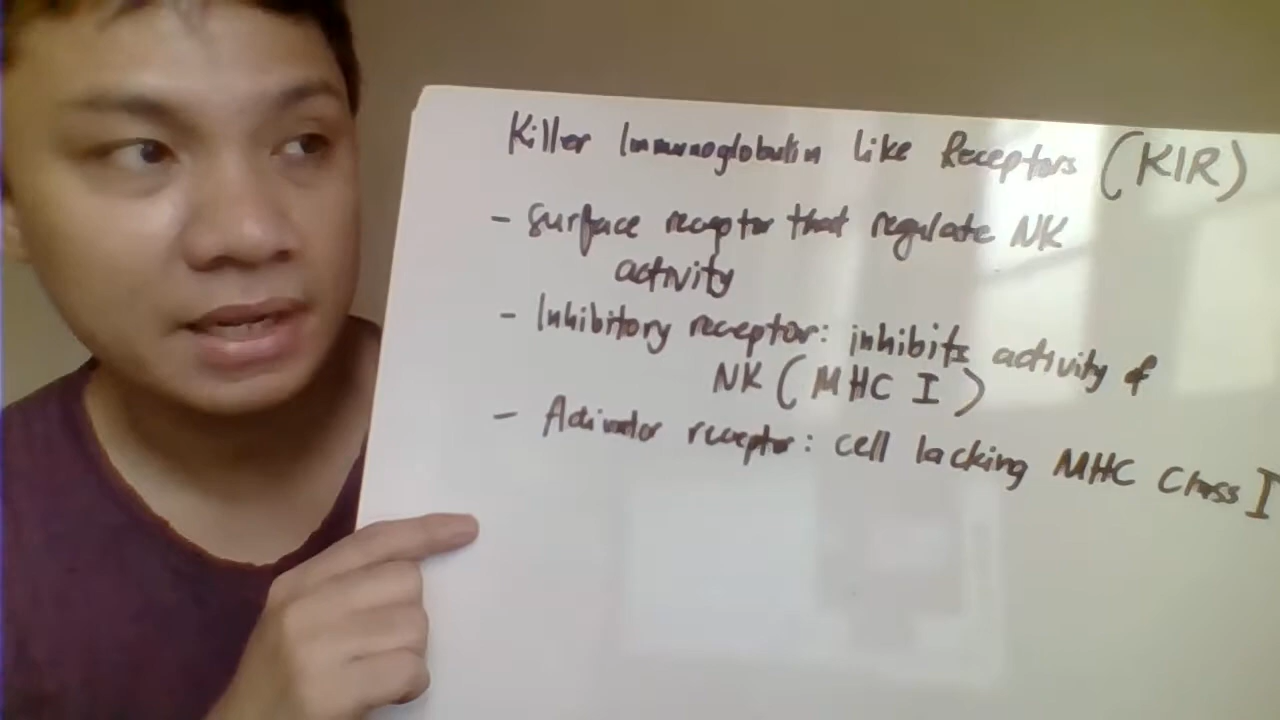 Killer Immunoglobulin Like Receptors (KIR)
- Surface receptor that regulate NK
activity
- Inhibitory receptor: inhibits activity of
NK (MHC I)
- Activator receptor: cell lacking MHC Class I